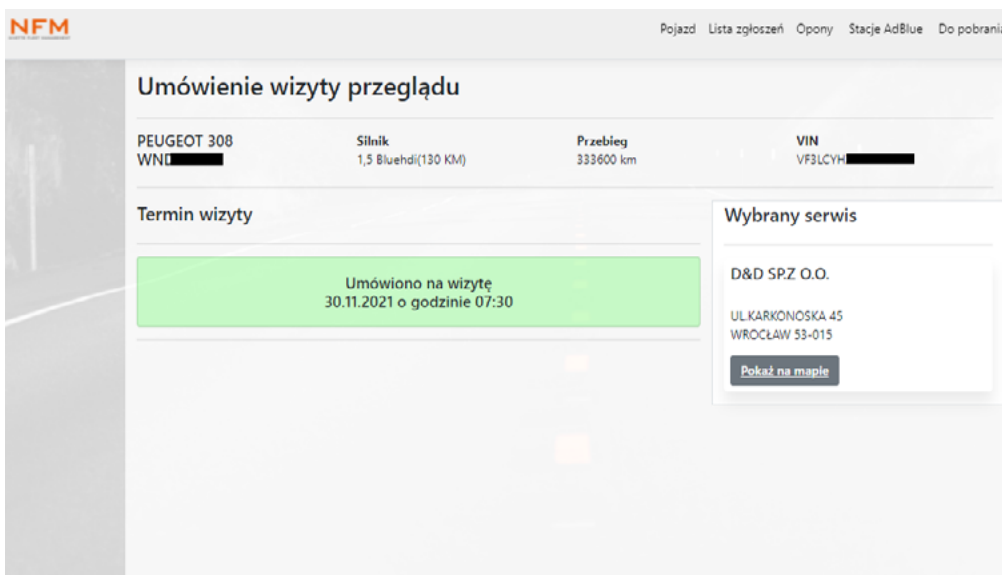 NFM
Pojazd Lista zgłoszeń Opony Stacje AdBlue Do pobrania
Umówienie wizyty przeglądu
PEUGEOT 308
WND
Silnik
1,5 Bluehdi(130 KM)
Przebieg
333600 km
VIN
VF3LCYH
Termin wizyty
Umówiono na wizytę
30.11.2021 o godzinie 07:30
Wybrany serwis
D&D SP.Z O.O.
UL.KARKONOSKA 45
WROCŁAW 53-015
Pokaż na mapie